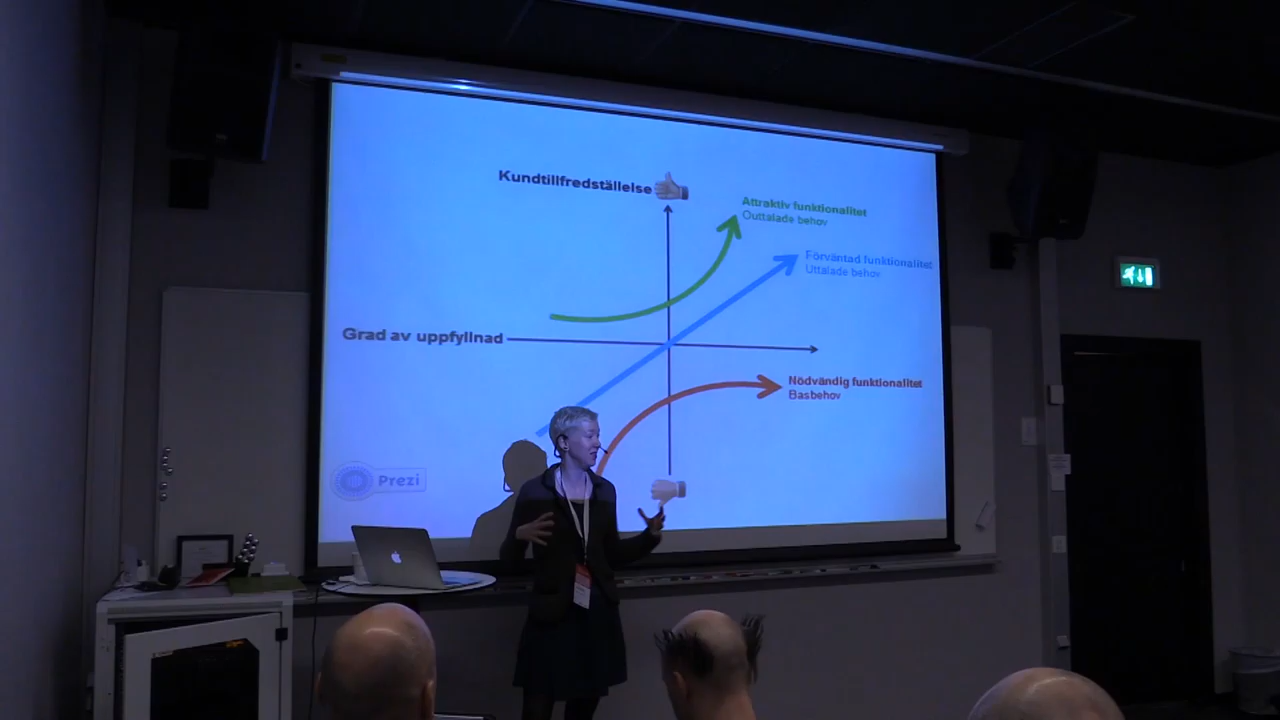 Kundtillfredställelse
Attraktiv funktionalitet
Outtalade behov
Förväntad funktionalitet
Uttalade behov
Grad av uppfyllnad
Nödvändig funktionalitet
Basbehov
Prezi